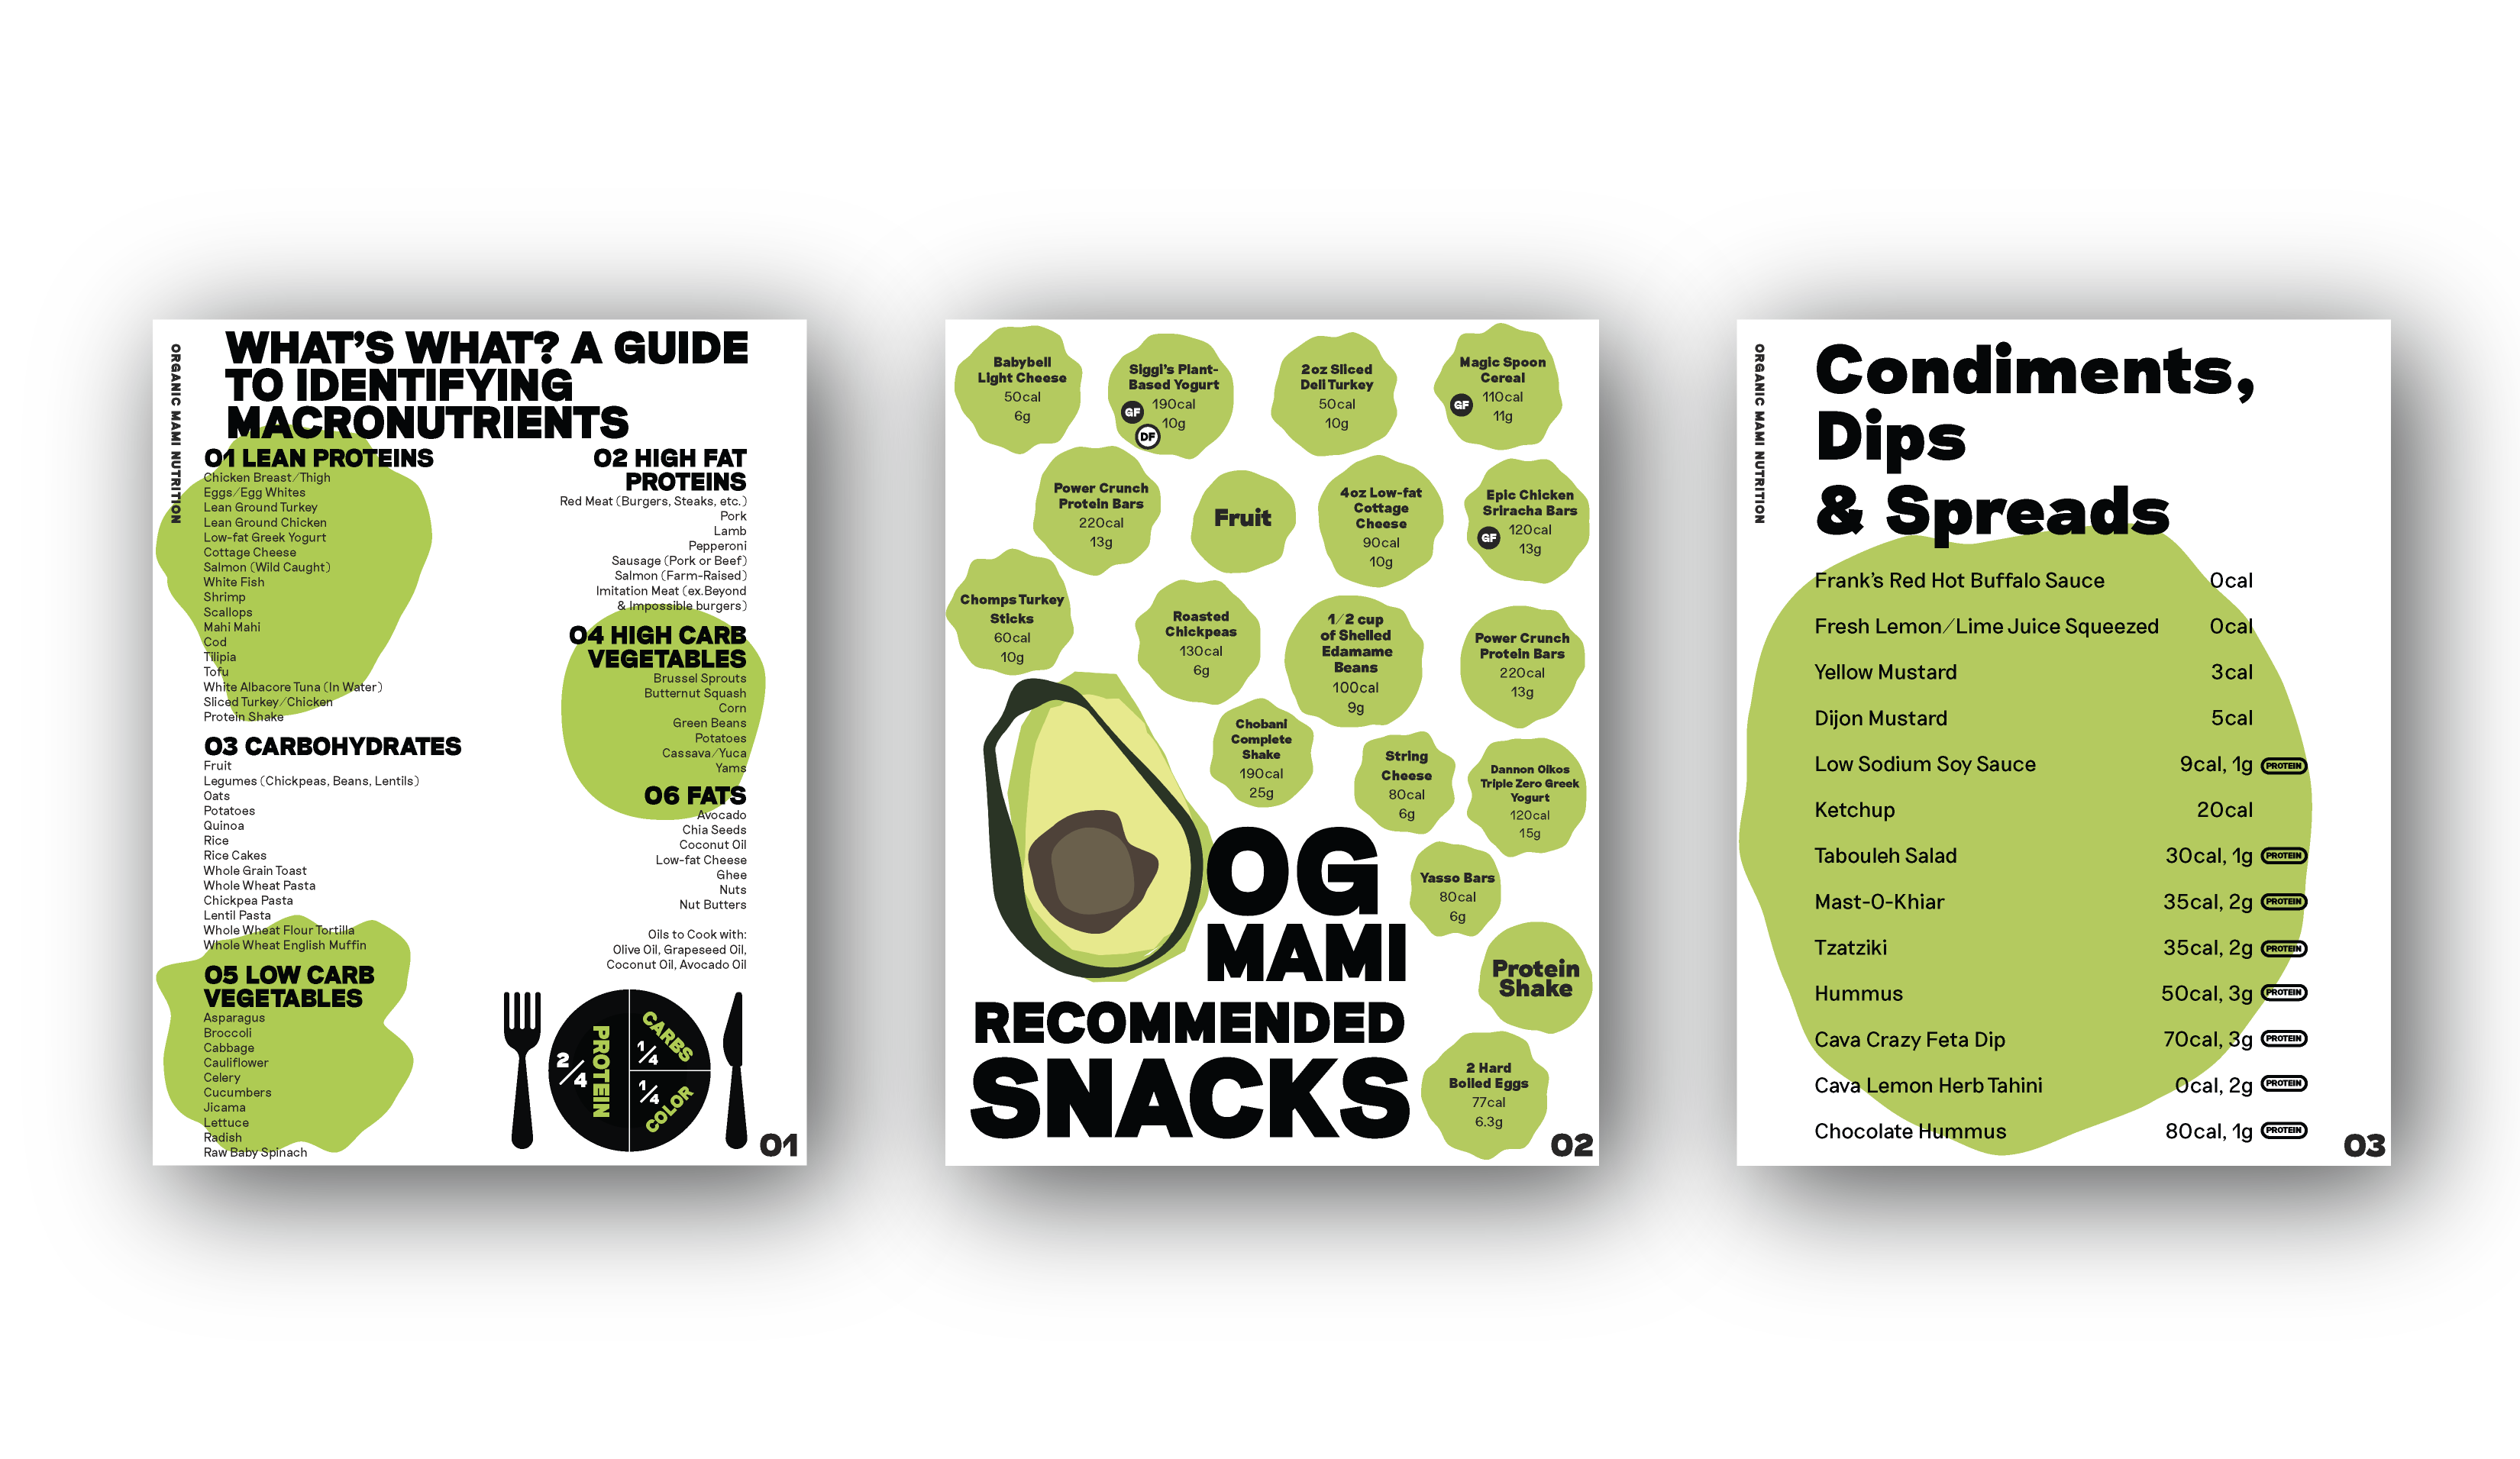 ORGANIC MAMI NUTRITION
WHAT'S WHAT? A GUIDE
TO IDENTIFYING
MACRONUTRIENTS
01 LEAN PROTEINS
Chicken Breast/Thigh
Eggs/Egg Whites
Lean Ground Turkey
Lean Ground Chicken
Low-fat Greek Yogurt
Cottage Cheese
Salmon (Wild Caught)
White Fish
Shrimp
Scallops
Mahi Mahi
Cod
Tilipia
Tofu
White Albacore Tuna (In Water)
Sliced Turkey/Chicken
Protein Shake
02 HIGH FAT
PROTEINS
Red Meat (Burgers, Steaks, etc.)
Pork
Lamb
Pepperoni
Sausage (Pork or Beef)
Salmon (Farm-Raised)
Imitation Meat (ex.Beyond
& Impossible burgers)
03 CARBOHYDRATES
Fruit
Legumes (Chickpeas, Beans, Lentils)
Oats
Potatoes
Quinoa
Rice
Rice Cakes
Whole Grain Toast
Whole Wheat Pasta
Chickpea Pasta
Lentil Pasta
Whole Wheat Flour Tortilla
Whole Wheat English Muffin
04 HIGH CARB
VEGETABLES
Brussel Sprouts
Butternut Squash
Corn
Green Beans
Potatoes
Cassava/Yuca
Yams
05 LOW CARB
VEGETABLES
Asparagus
Broccoli
Cabbage
Cauliflower
Celery
Cucumbers
Jicama
Lettuce
Radish
Raw Baby Spinach
06 FATS
Avocado
Chia Seeds
Coconut Oil
Low-fat Cheese
Ghee
Nuts
Nut Butters
Oils to Cook with:
Olive Oil, Grapeseed Oil,
Coconut Oil, Avocado Oil
2/4 PROTEIN
CARBS 1/4
1/4 COLOR
01
Babybell
Light Cheese
50cal
6g
Siggi's Plant-
Based Yogurt
190cal
GF
10g
DF
2oz Sliced
Deli Turkey
50cal
10g
Magic Spoon
Cereal
110cal
GF
11g
Power Crunch
Protein Bars
220cal
13g
Fruit
4oz Low-fat
Cottage
Cheese
90cal
10g
Epic Chicken
Sriracha Bars
120cal
GF
13g
Chomps Turkey
Sticks
60cal
10g
Roasted
Chickpeas
130cal
6g
1/2 cup
of Shelled
Edamame
Beans
100cal
9g
Power Crunch
Protein Bars
220cal
13g
Chobani
Complete
Shake
190cal
25g
String
Cheese
80cal
6g
Dannon Oikos
Triple Zero Greek
Yogurt
120cal
15g
Yasso Bars
80cal
6g
Protein
Shake
2 Hard
Boiled Eggs
77cal
6.3g
OG
MAMI
RECOMMENDED
SNACKS
02
ORGANIC MAMI NUTRITION
Condiments,
Dips
& Spreads
Frank's Red Hot Buffalo Sauce 0cal
Fresh Lemon/Lime Juice Squeezed 0cal
Yellow Mustard 3cal
Dijon Mustard 5cal
Low Sodium Soy Sauce 9cal, 1g PROTEIN
Ketchup 20cal
Tabouleh Salad 30cal, 1g PROTEIN
Mast-O-Khiar 35cal, 2g PROTEIN
Tzatziki 35cal, 2g PROTEIN
Hummus 50cal, 3g PROTEIN
Cava Crazy Feta Dip 70cal, 3g PROTEIN
Cava Lemon Herb Tahini 0cal, 2g PROTEIN
Chocolate Hummus 80cal, 1g PROTEIN
03